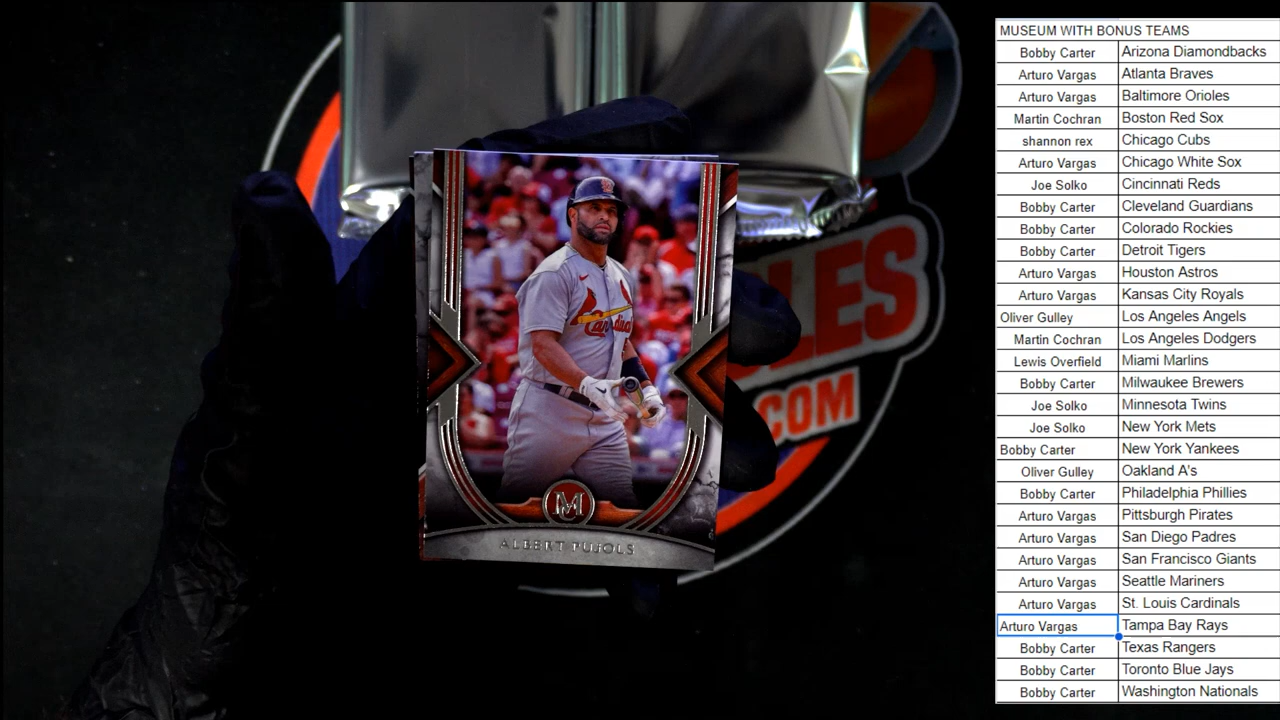 MUSEUM WITH BONUS TEAMS
Bobby Carter Arizona Diamondbacks
Arturo Vargas Atlanta Braves
Arturo Vargas Baltimore Orioles
Martin Cochran Boston Red Sox
shannon rex Chicago Cubs
Arturo Vargas Chicago White Sox
Joe Solko Cincinnati Reds
Bobby Carter Cleveland Guardians
Bobby Carter Colorado Rockies
Bobby Carter Detroit Tigers
Arturo Vargas Houston Astros
Arturo Vargas Kansas City Royals
Oliver Gulley Los Angeles Angels
Martin Cochran Los Angeles Dodgers
Lewis Overfield Miami Marlins
Bobby Carter Milwaukee Brewers
Joe Solko Minnesota Twins
Joe Solko New York Mets
Bobby Carter New York Yankees
Oliver Gulley Oakland A's
Bobby Carter Philadelphia Phillies
Arturo Vargas Pittsburgh Pirates
Arturo Vargas San Diego Padres
Arturo Vargas San Francisco Giants
Arturo Vargas Seattle Mariners
Arturo Vargas St. Louis Cardinals
Arturo Vargas Tampa Bay Rays
Bobby Carter Texas Rangers
Bobby Carter Toronto Blue Jays
Bobby Carter Washington Nationals
Cardinals
M
ALBERT PUJOLS
.COM